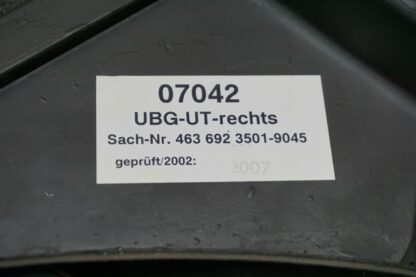 07042
UBG-UT-rechts
Sach-Nr. 463 692 3501-9045
geprüft/2002: 2007